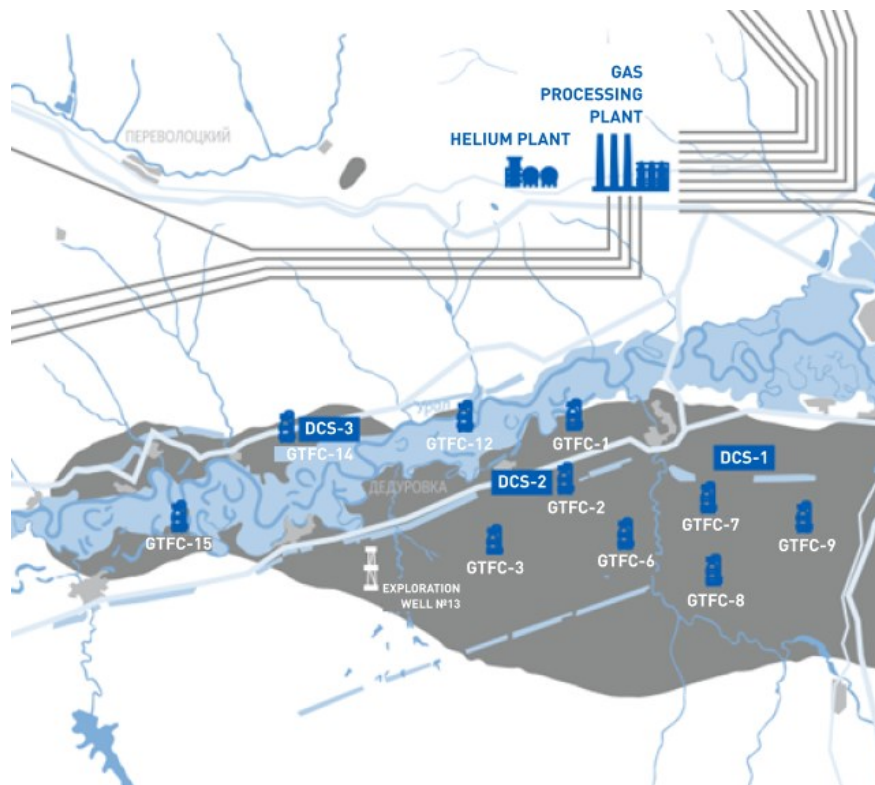 GAS
PROCESSING
PLANT
HELIUM PLANT
ПЕРЕВОЛОЦКИЙ
Урал
DCS-3
GTFC-14
GTFC-12
GTFC-1
DCS-1
ДЕДУРОВКА
DCS-2
GTFC-2
GTFC-7
GTFC-15
GTFC-9
GTFC-3
GTFC-6
EXPLORATION
WELL №13
GTFC-8